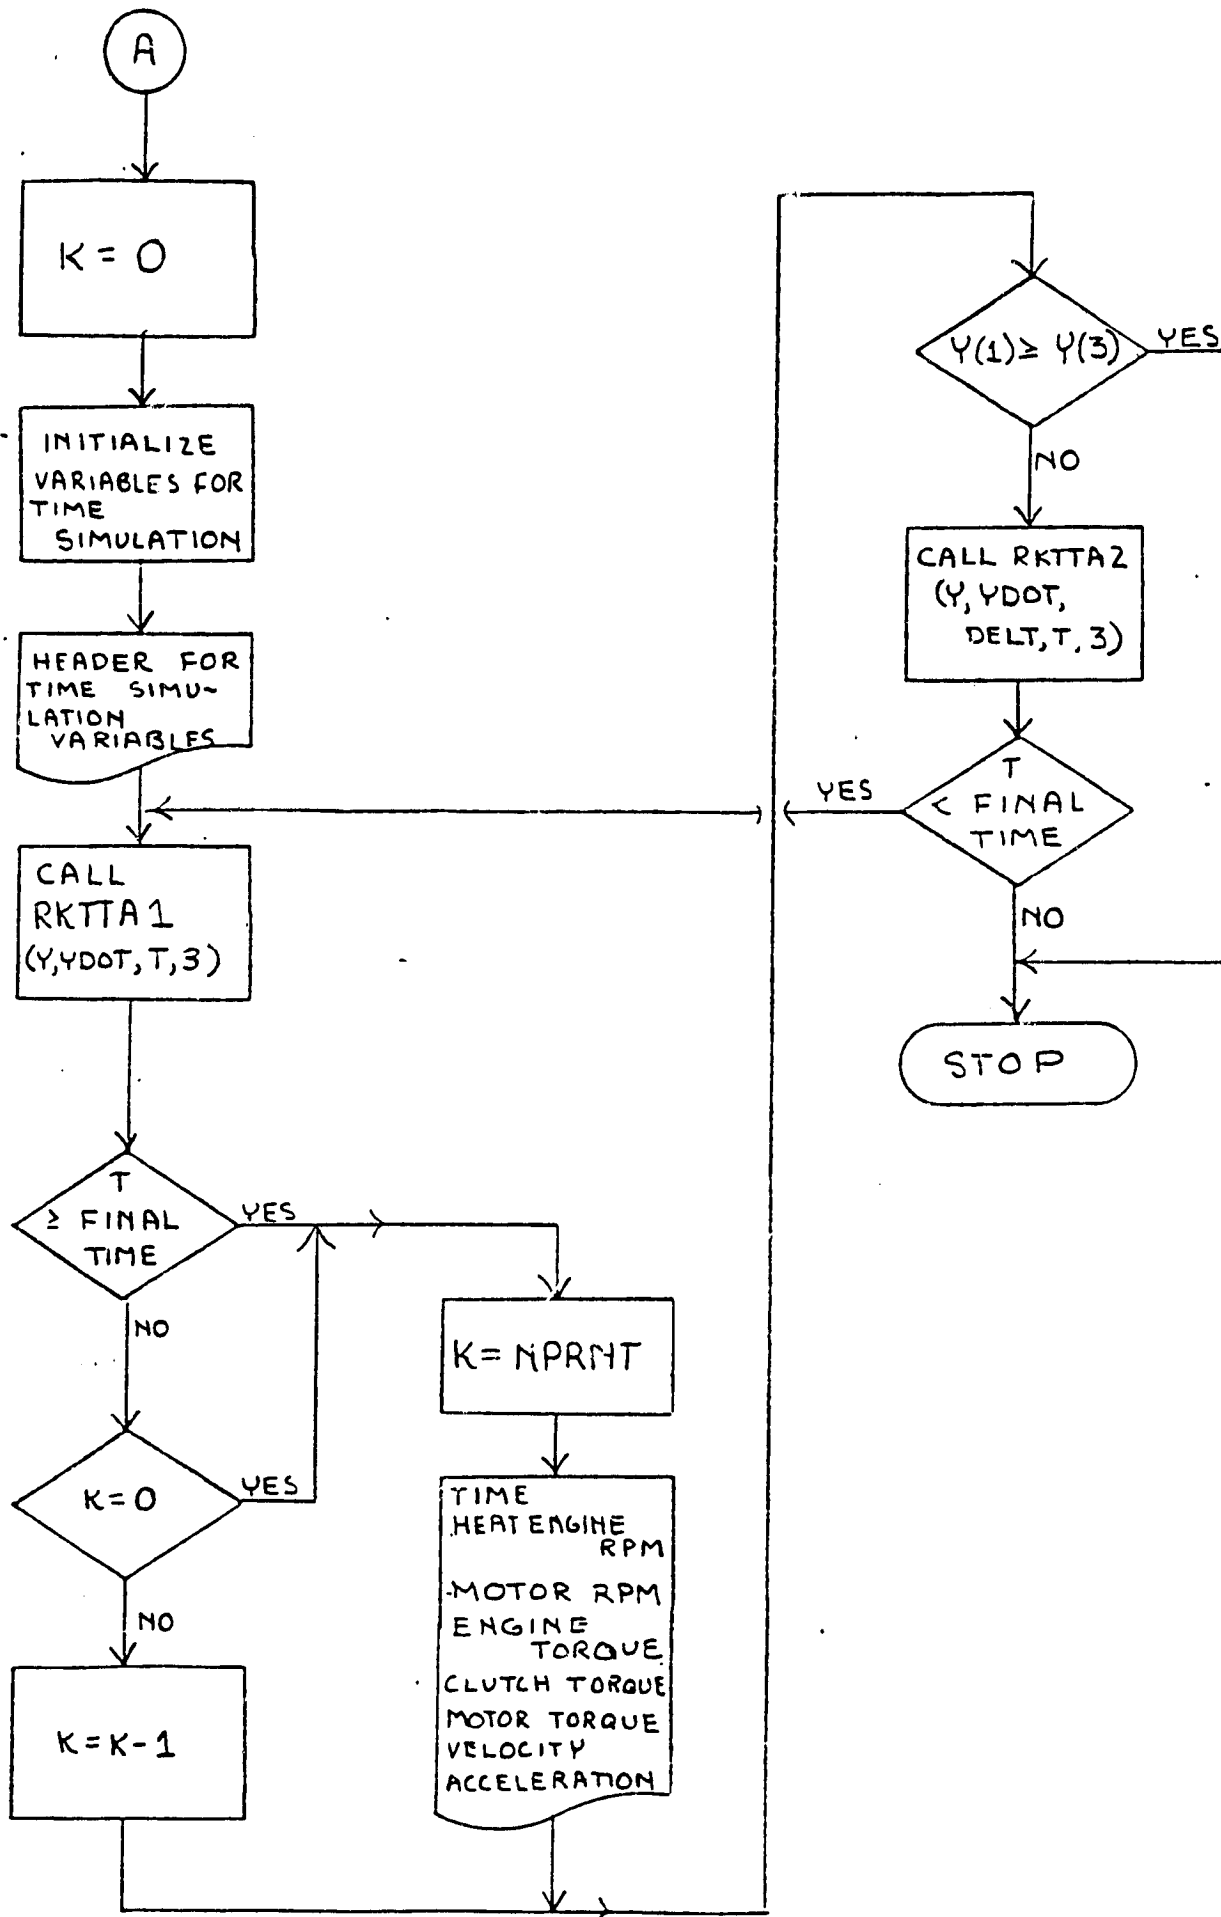 A
K = 0
INITIALIZE
VARIABLES FOR
TIME
SIMULATION
HEADER FOR
TIME SIMU~
LATION
VARIABLES
CALL
RKTTA1
(Y,YDOT,T,3)
T
≥ FINAL
TIME
YES
NO
K=0
YES
NO
K=K-1
K=NPRNT
TIME
HEAT ENGINE
RPM
MOTOR RPM
ENGINE
TORQUE
CLUTCH TORQUE
MOTOR TORQUE
VELOCITY
ACCELERATION
Y(1)≥ Y(3)
YES
NO
CALL RKTTA2
(Y,YDOT,
DELT,T,3)
T
< FINAL
TIME
YES
NO
STOP